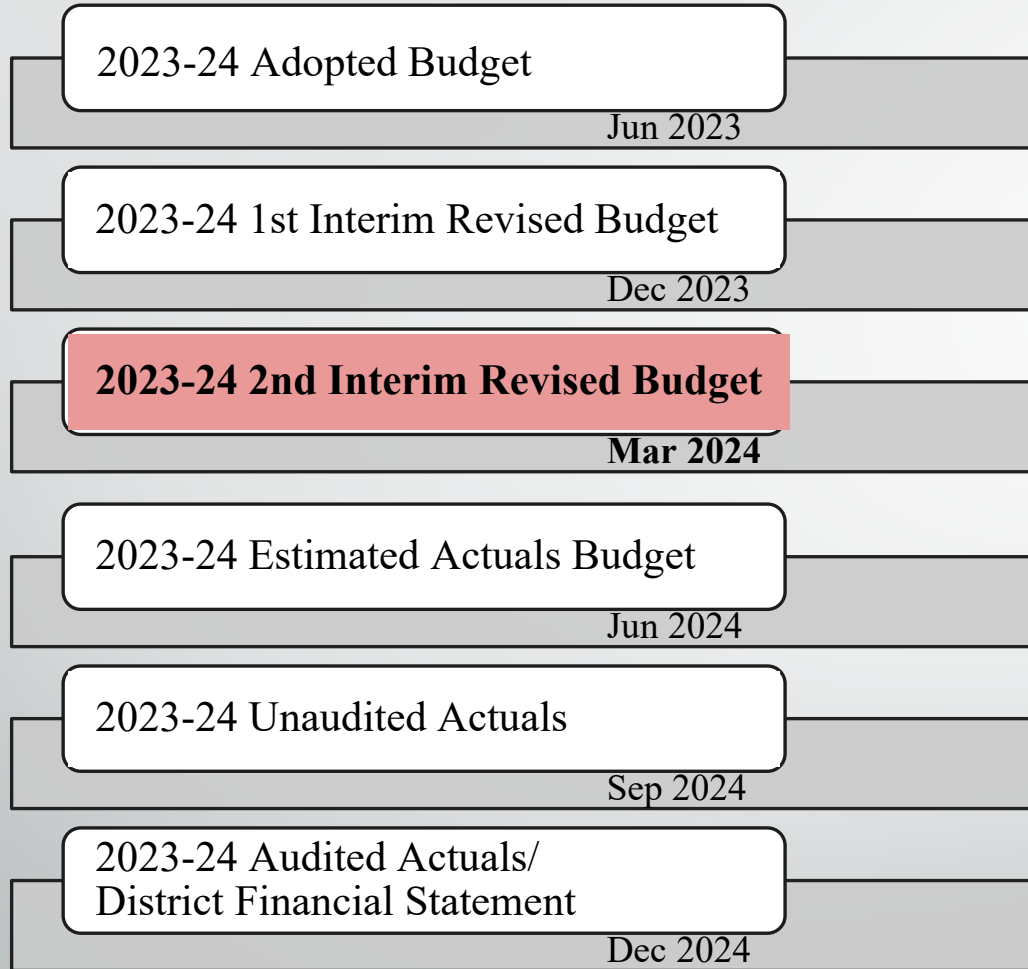 2023-24 Adopted Budget
Jun 2023
2023-24 1st Interim Revised Budget
Dec 2023
2023-24 2nd Interim Revised Budget
Mar 2024
2023-24 Estimated Actuals Budget
Jun 2024
2023-24 Unaudited Actuals
Sep 2024
2023-24 Audited Actuals/
District Financial Statement
Dec 2024